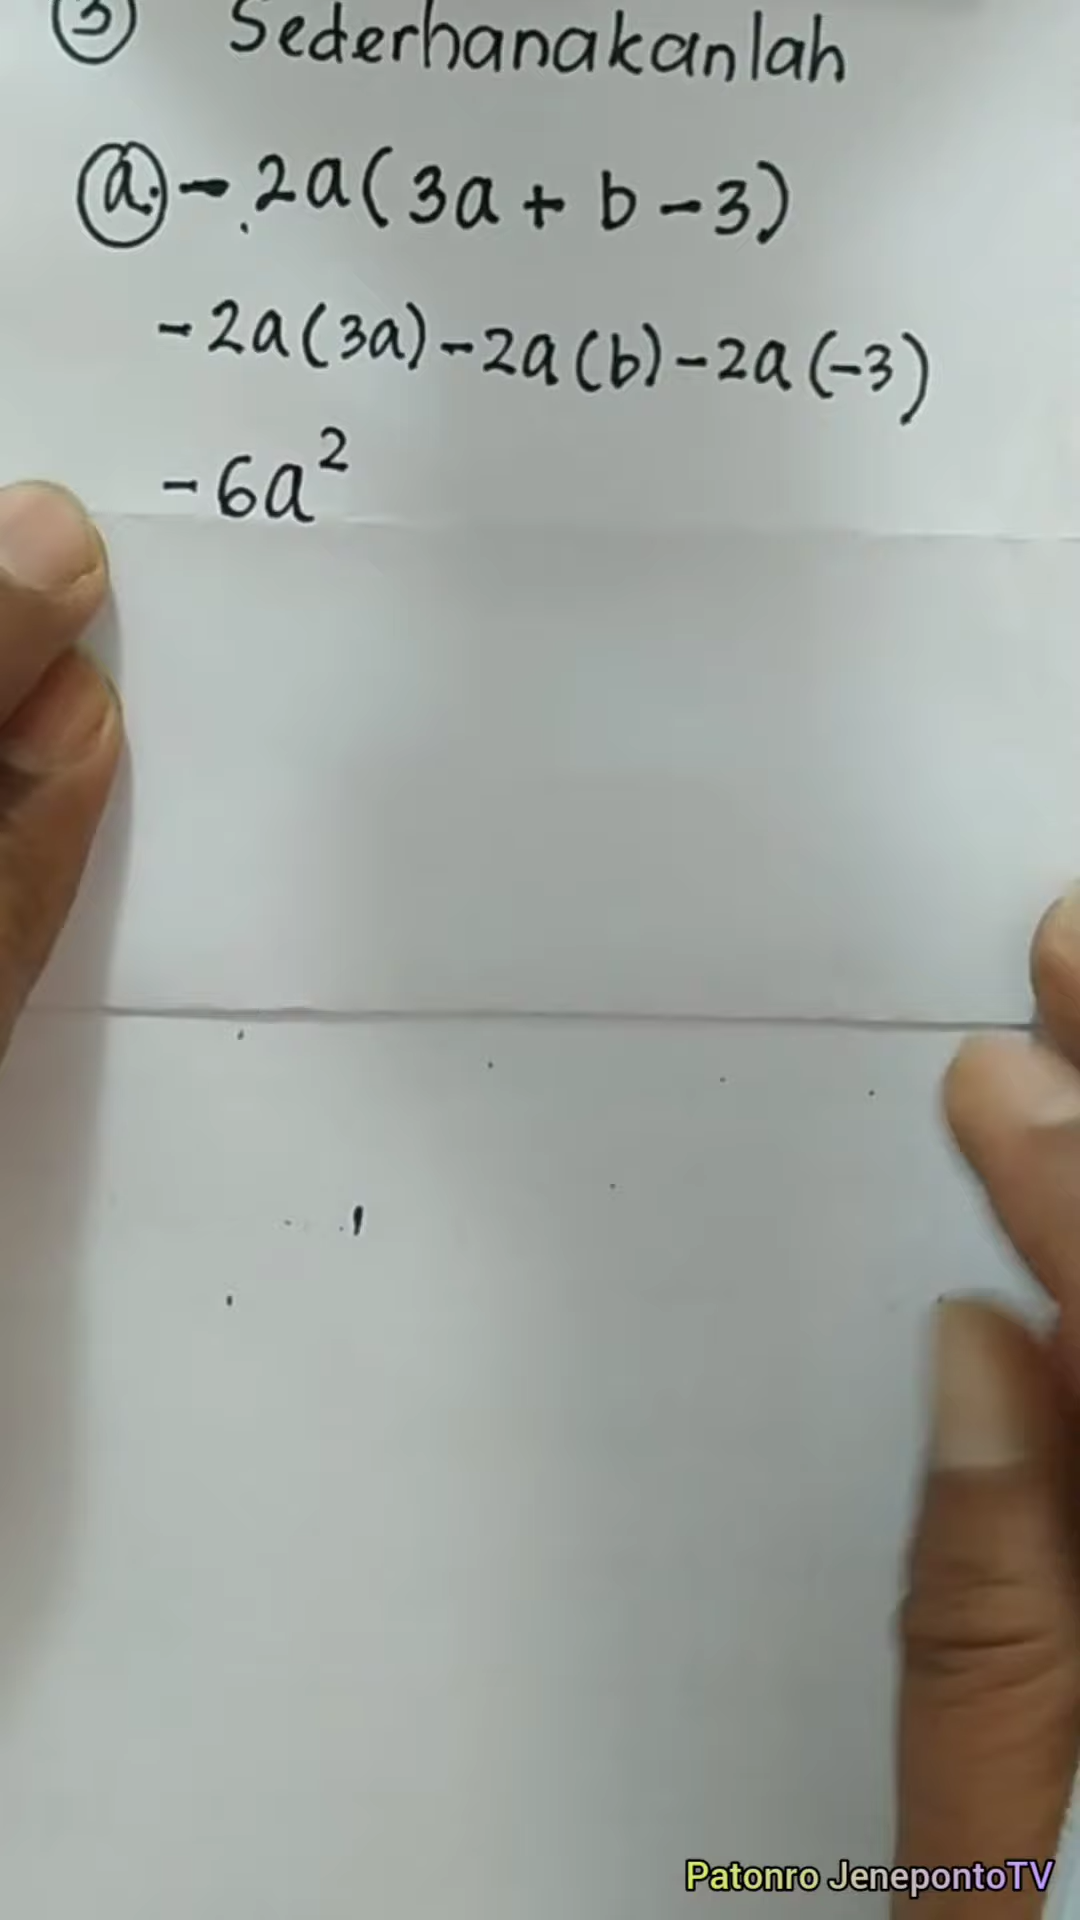 3 Sederhanakanlah
a. - 2a(3a + b - 3)
-2a(3a) - 2a(b) - 2a(-3)
-6a²
Patonro JenepontoTV